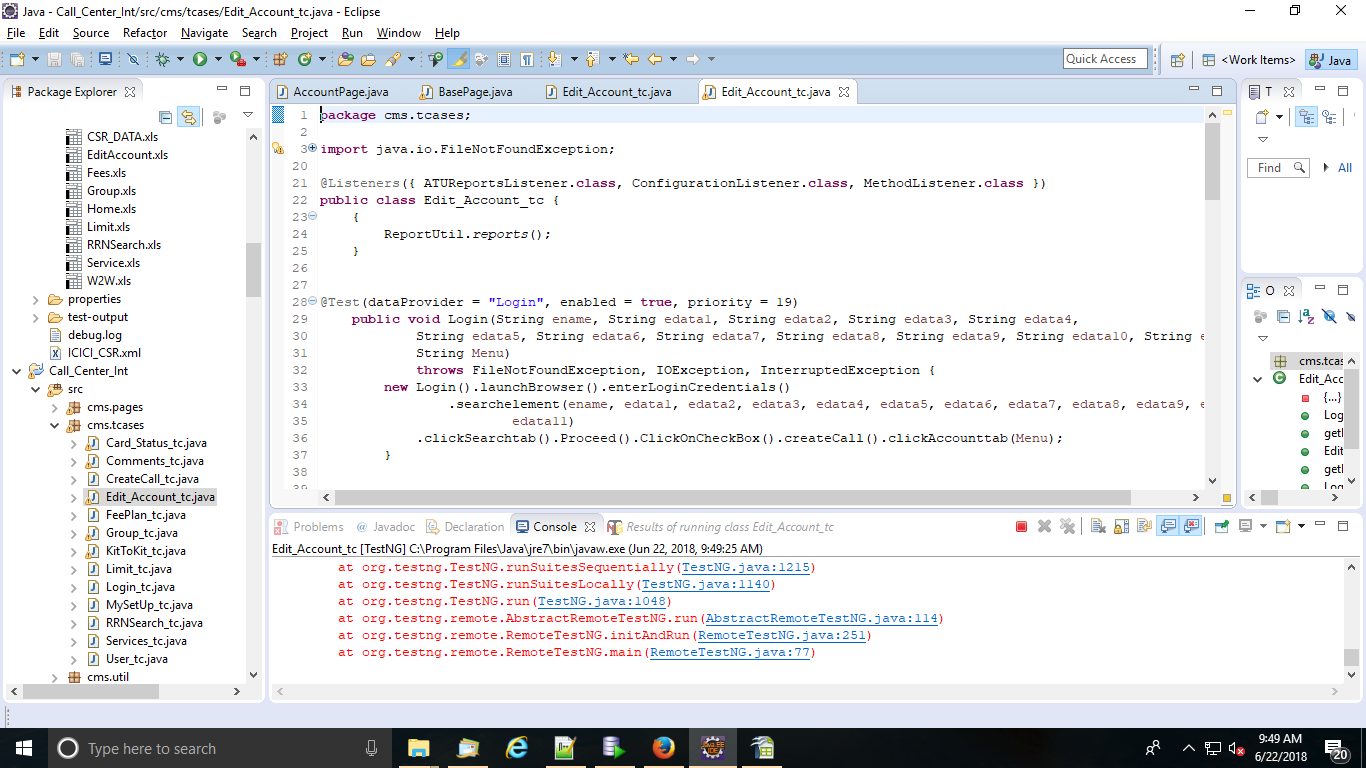 Java - Call_Center_Int/src/cms/tcases/Edit_Account_tc.java - Eclipse
File Edit Source Refactor Navigate Search Project Run Window Help
Quick Access
<Work Items>
Java
Package Explorer
CSR_DATA.xls
EditAccount.xls
Fees.xls
Group.xls
Home.xls
Limit.xls
RRNSearch.xls
Service.xls
W2W.xls
properties
test-output
debug.log
ICICI_CSR.xml
Call_Center_Int
src
cms.pages
cms.tcases
Card_Status_tc.java
Comments_tc.java
CreateCall_tc.java
Edit_Account_tc.java
FeePlan_tc.java
Group_tc.java
KitToKit_tc.java
Limit_tc.java
Login_tc.java
MySetUp_tc.java
RRNSearch_tc.java
Services_tc.java
User_tc.java
cms.util
AccountPage.java BasePage.java Edit_Account_tc.java Edit_Account_tc.java
1 package cms.tcases;
2
3 import java.io.FileNotFoundException;
20
21 @Listeners({ ATUReportsListener.class, ConfigurationListener.class, MethodListener.class })
22 public class Edit_Account_tc {
23 {
24 ReportUtil.reports();
25 }
26
27
28 @Test(dataProvider = "Login", enabled = true, priority = 19)
29 public void Login(String ename, String edata1, String edata2, String edata3, String edata4,
30 String edata5, String edata6, String edata7, String edata8, String edata9, String edata10, String e
31 String Menu)
32 throws FileNotFoundException, IOException, InterruptedException {
33 new Login().launchBrowser().enterLoginCredentials()
34 .searchelement(ename, edata1, edata2, edata3, edata4, edata5, edata6, edata7, edata8, edata9, e
35 edata11)
36 .clickSearchtab().Proceed().ClickOnCheckBox().createCall().clickAccounttab(Menu);
37 }
38
39
T
Find
All
O
cms.tcase
Edit_Acc
{...}
Log
getl
Edit
getl
Log
Problems Javadoc Declaration Console Results of running class Edit_Account_tc
Edit_Account_tc [TestNG] C:\Program Files\Java\jre7\bin\javaw.exe (Jun 22, 2018, 9:49:25 AM)
at org.testng.TestNG.runSuitesSequentially(TestNG.java:1215)
at org.testng.TestNG.runSuitesLocally(TestNG.java:1140)
at org.testng.TestNG.run(TestNG.java:1048)
at org.testng.remote.AbstractRemoteTestNG.run(AbstractRemoteTestNG.java:114)
at org.testng.remote.RemoteTestNG.initAndRun(RemoteTestNG.java:251)
at org.testng.remote.RemoteTestNG.main(RemoteTestNG.java:77)
Type here to search
9:49 AM
6/22/2018
20